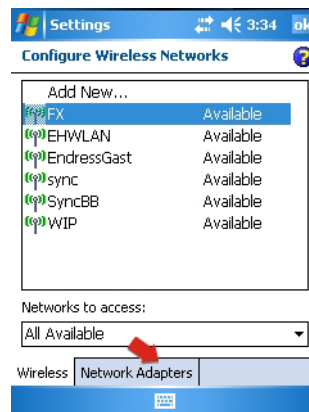 Settings 3:34 ok
Configure Wireless Networks ?
Add New...
FX Available
EHWLAN Available
EndressGast Available
sync Available
SyncBB Available
WIP Available
Networks to access:
All Available
Wireless Network Adapters